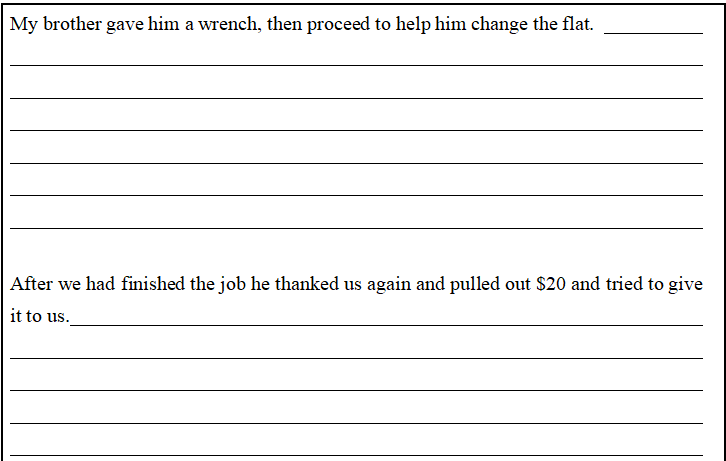 My brother gave him a wrench, then proceed to help him change the flat.
After we had finished the job he thanked us again and pulled out $20 and tried to give
it to us.